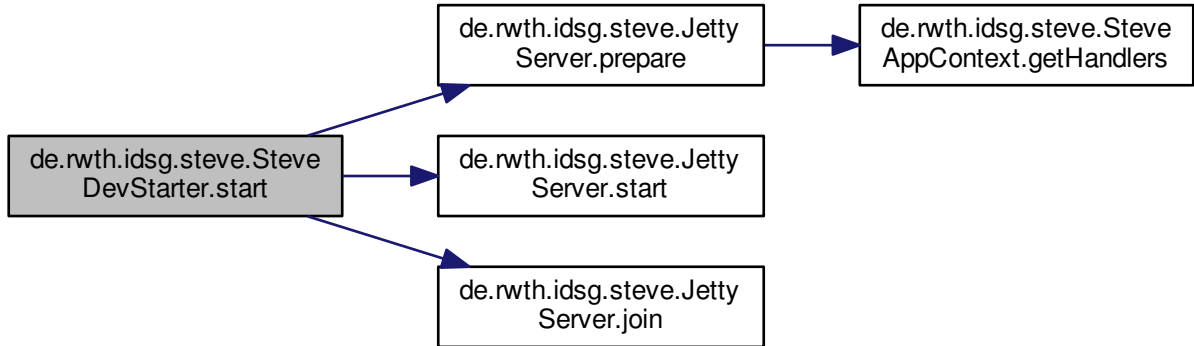 de.rwth.idsg.steve.Jetty
Server.prepare
de.rwth.idsg.steve.Steve
AppContext.getHandlers
de.rwth.idsg.steve.Steve
DevStarter.start
de.rwth.idsg.steve.Jetty
Server.start
de.rwth.idsg.steve.Jetty
Server.join